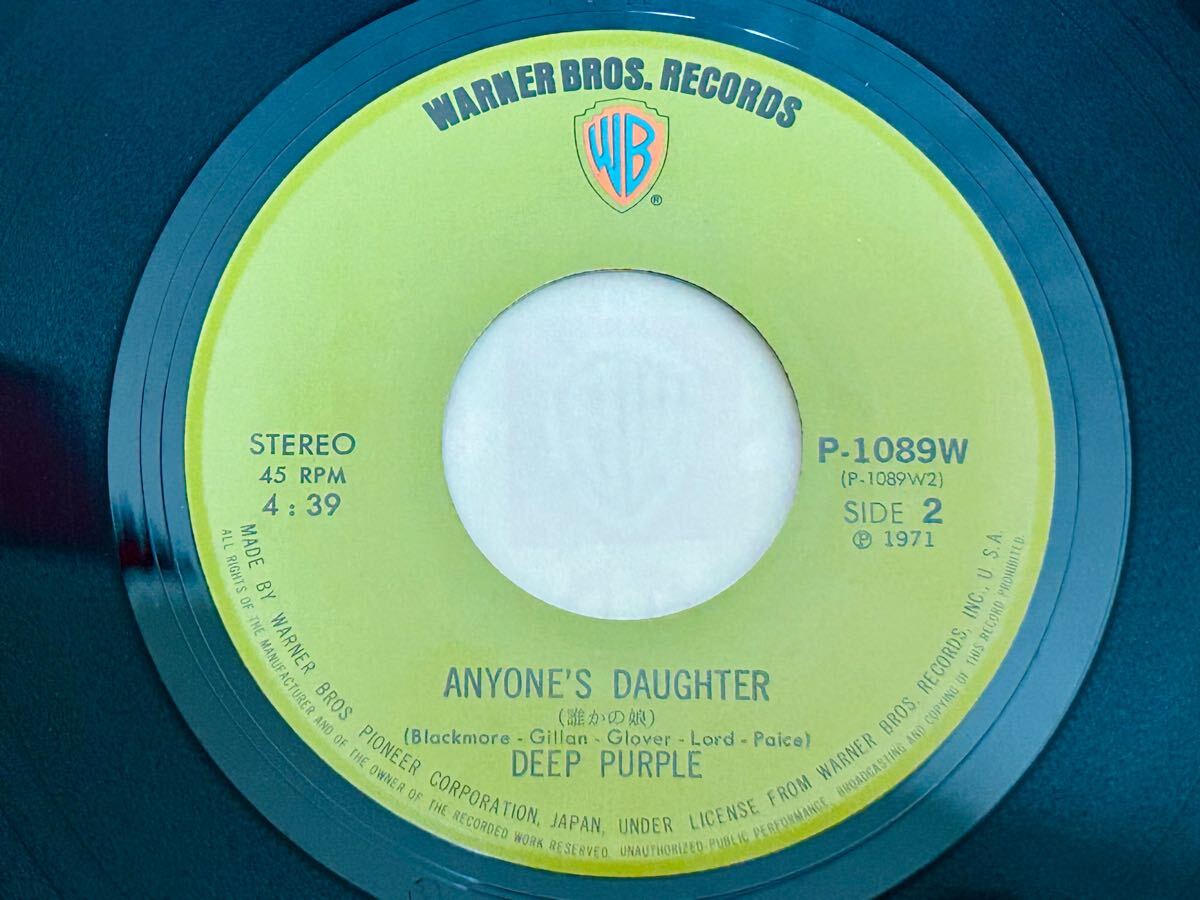 WARNER BROS. RECORDS
WB
®
STEREO
45 RPM
4:39
P-1089W
(P-1089W2)
SIDE 2
℗ 1971
ANYONE'S DAUGHTER
(誰かの娘)
(Blackmore - Gillan - Glover - Lord - Paice)
DEEP PURPLE
MADE BY WARNER BROS PIONEER CORPORATION, JAPAN, UNDER LICENSE FROM WARNER BROS. RECORDS, INC., U.S.A.
ALL RIGHTS OF THE MANUFACTURER AND OF THE OWNER OF THE RECORDED WORK RESERVED. UNAUTHORIZED PUBLIC PERFORMANCE, BROADCASTING AND COPYING OF THIS RECORD PROHIBITED.